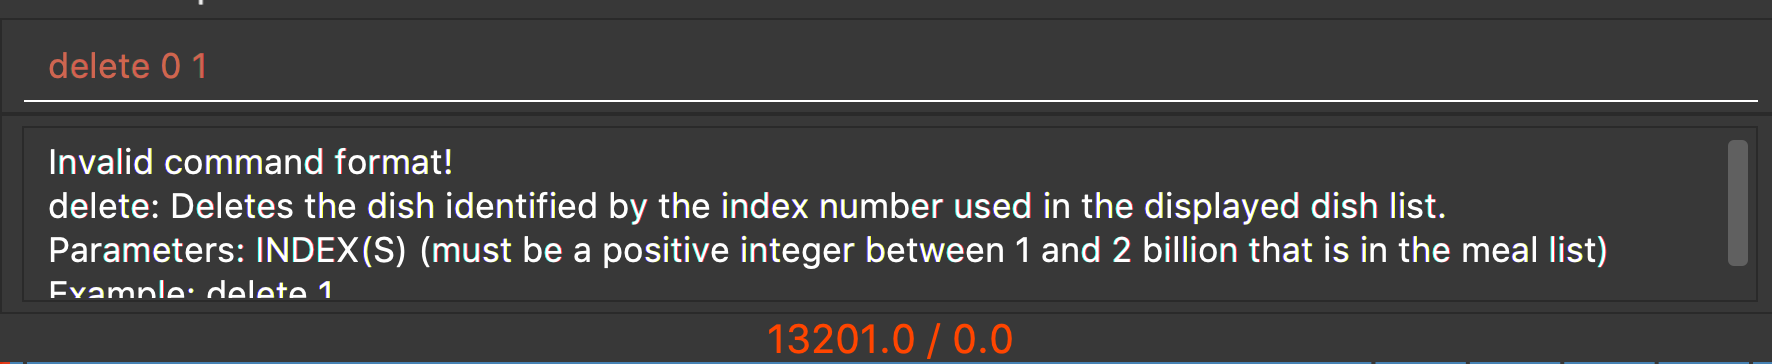 delete 0 1
Invalid command format!
delete: Deletes the dish identified by the index number used in the displayed dish list.
Parameters: INDEX(S) (must be a positive integer between 1 and 2 billion that is in the meal list)
Example: delete 1
13201.0 / 0.0